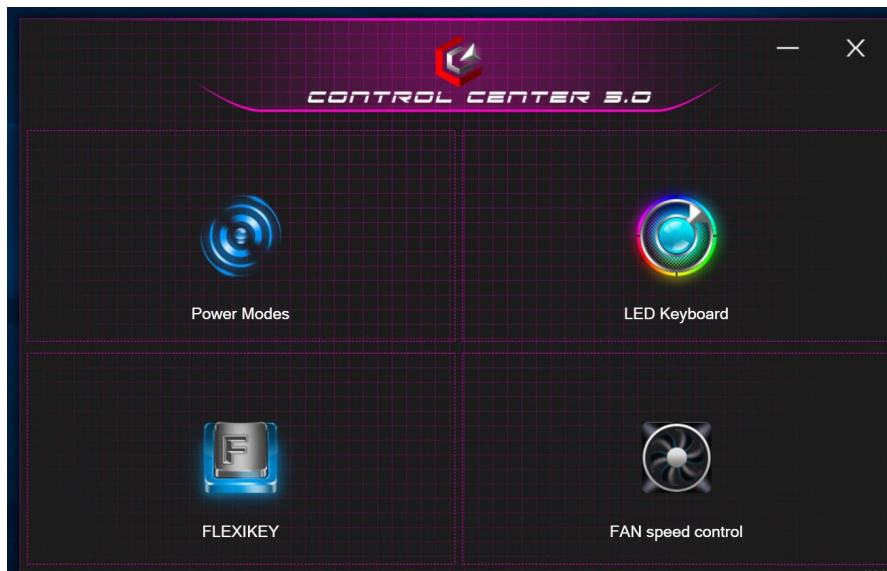 CONTROL CENTER 3.0
Power Modes
LED Keyboard
F
FLEXIKEY
FAN speed control